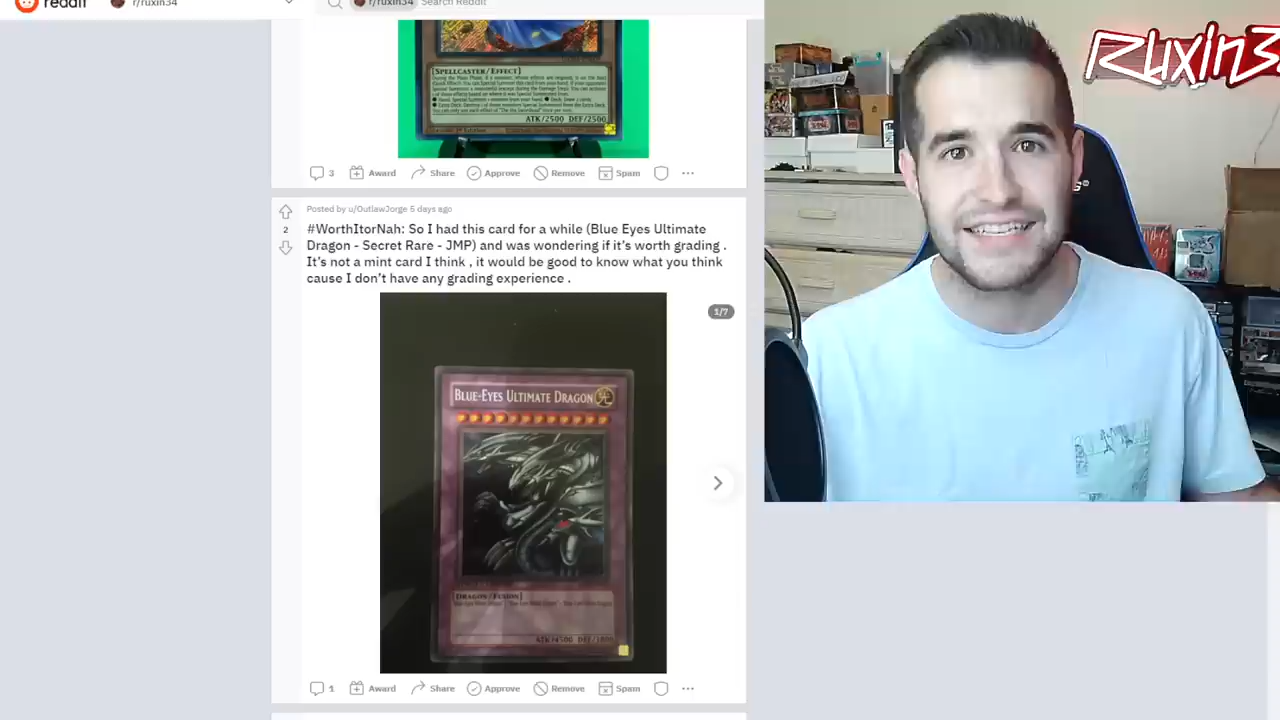 reddit
r/ruxin34
r/ruxin34
Search Reddit
Ruxin3
[SPELLCASTER/EFFECT]
ATK/2500 DEF/2500
3
Award
Share
Approve
Remove
Spam
Posted by u/OutlawJorge 5 days ago
2
#WorthItorNah: So I had this card for a while (Blue Eyes Ultimate
Dragon - Secret Rare - JMP) and was wondering if it's worth grading .
It's not a mint card I think , it would be good to know what you think
cause I don't have any grading experience .
1/7
BLUE-EYES ULTIMATE DRAGON
[DRAGON/FUSION]
ATK/4500 DEF/3800
1
Award
Share
Approve
Remove
Spam